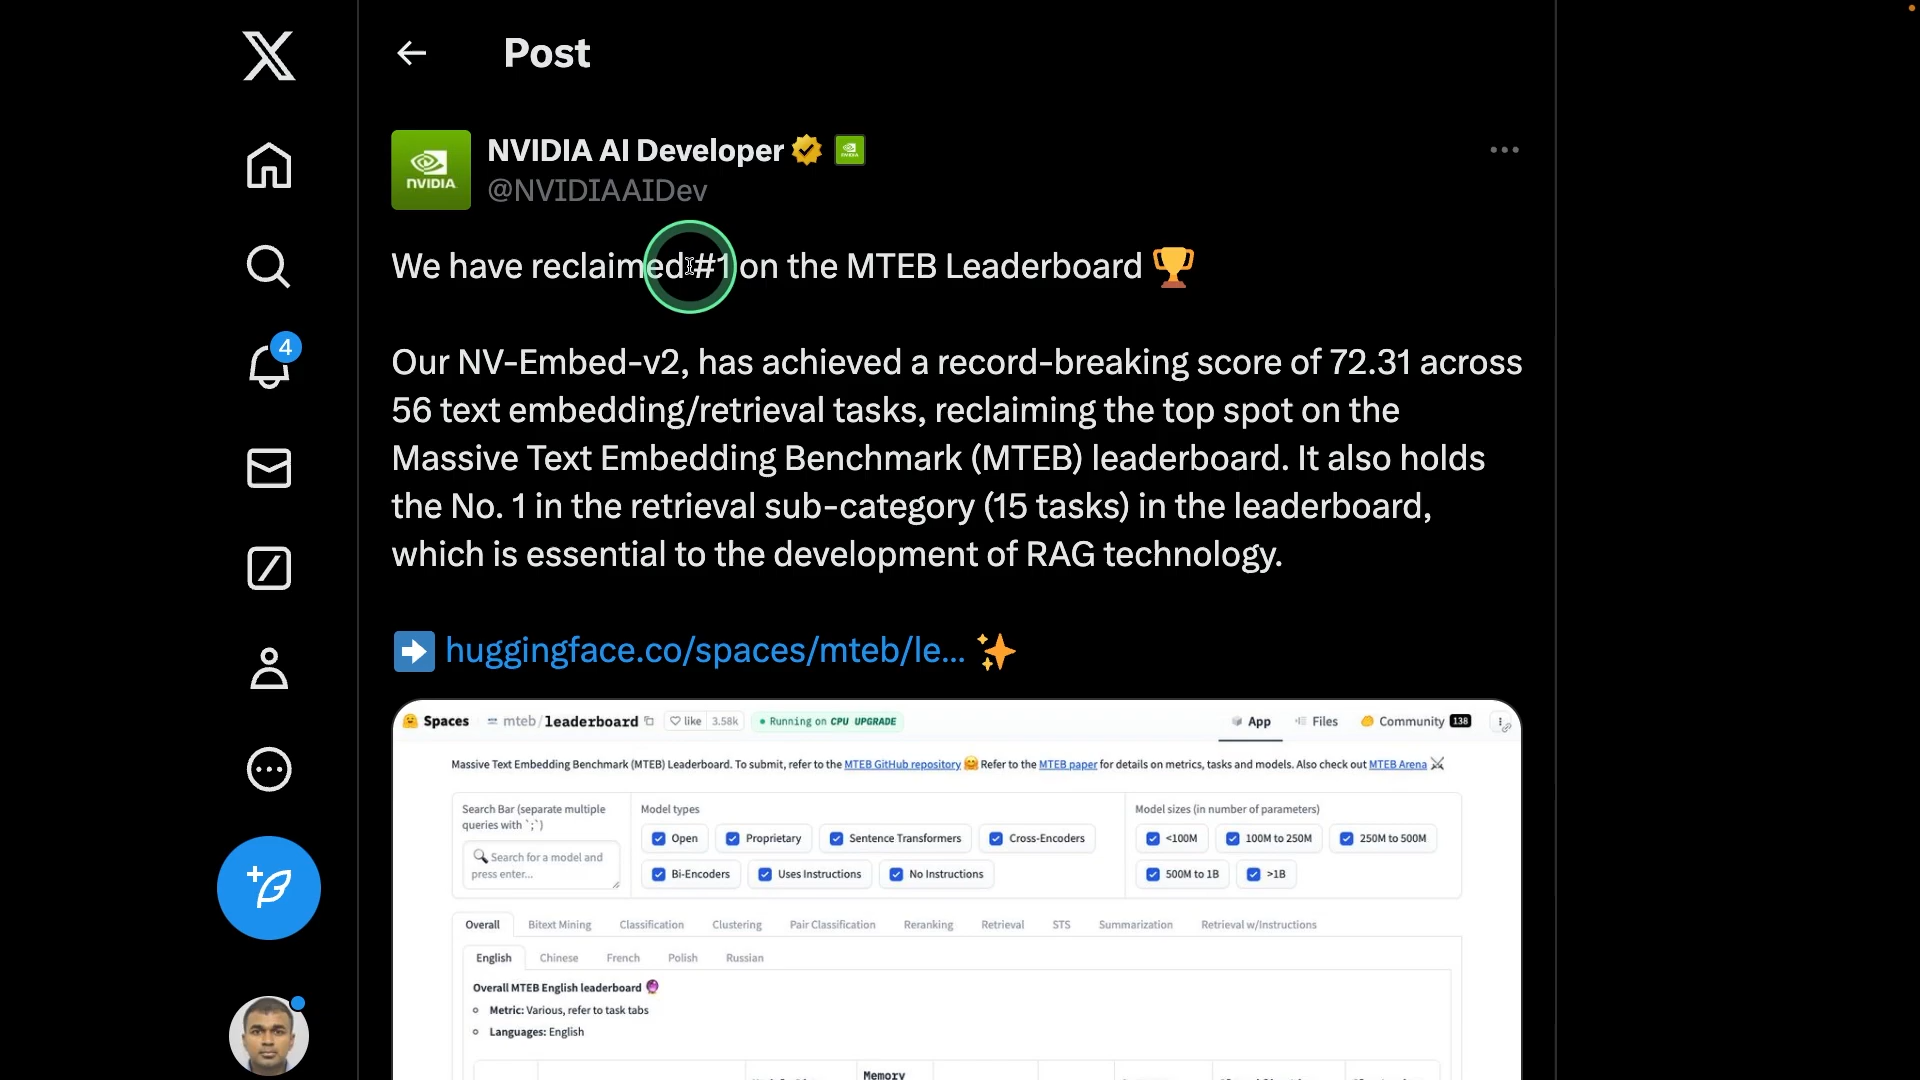 Post
NVIDIA AI Developer
@NVIDIAAIDev
NVIDIA
We have reclaimed #1 on the MTEB Leaderboard 🏆
Our NV-Embed-v2, has achieved a record-breaking score of 72.31 across
56 text embedding/retrieval tasks, reclaiming the top spot on the
Massive Text Embedding Benchmark (MTEB) leaderboard. It also holds
the No. 1 in the retrieval sub-category (15 tasks) in the leaderboard,
which is essential to the development of RAG technology.
4
➡️ huggingface.co/spaces/mteb/le... ✨
Spaces mteb/leaderboard like 3.58k Running on CPU UPGRADE App Files Community 138
Massive Text Embedding Benchmark (MTEB) Leaderboard. To submit, refer to the MTEB GitHub repository 🤗 Refer to the MTEB paper for details on metrics, tasks and models. Also check out MTEB Arena ⚔
Search Bar (separate multiple
queries with `;`)
🔍 Search for a model and
press enter...
Model types
Open Proprietary Sentence Transformers Cross-Encoders
Bi-Encoders Uses Instructions No Instructions
Model sizes (in number of parameters)
<100M 100M to 250M 250M to 500M
500M to 1B >1B
Overall Bitext Mining Classification Clustering Pair Classification Reranking Retrieval STS Summarization Retrieval w/Instructions
English Chinese French Polish Russian
Overall MTEB English leaderboard 🔮
Metric: Various, refer to task tabs
Languages: English
Memory